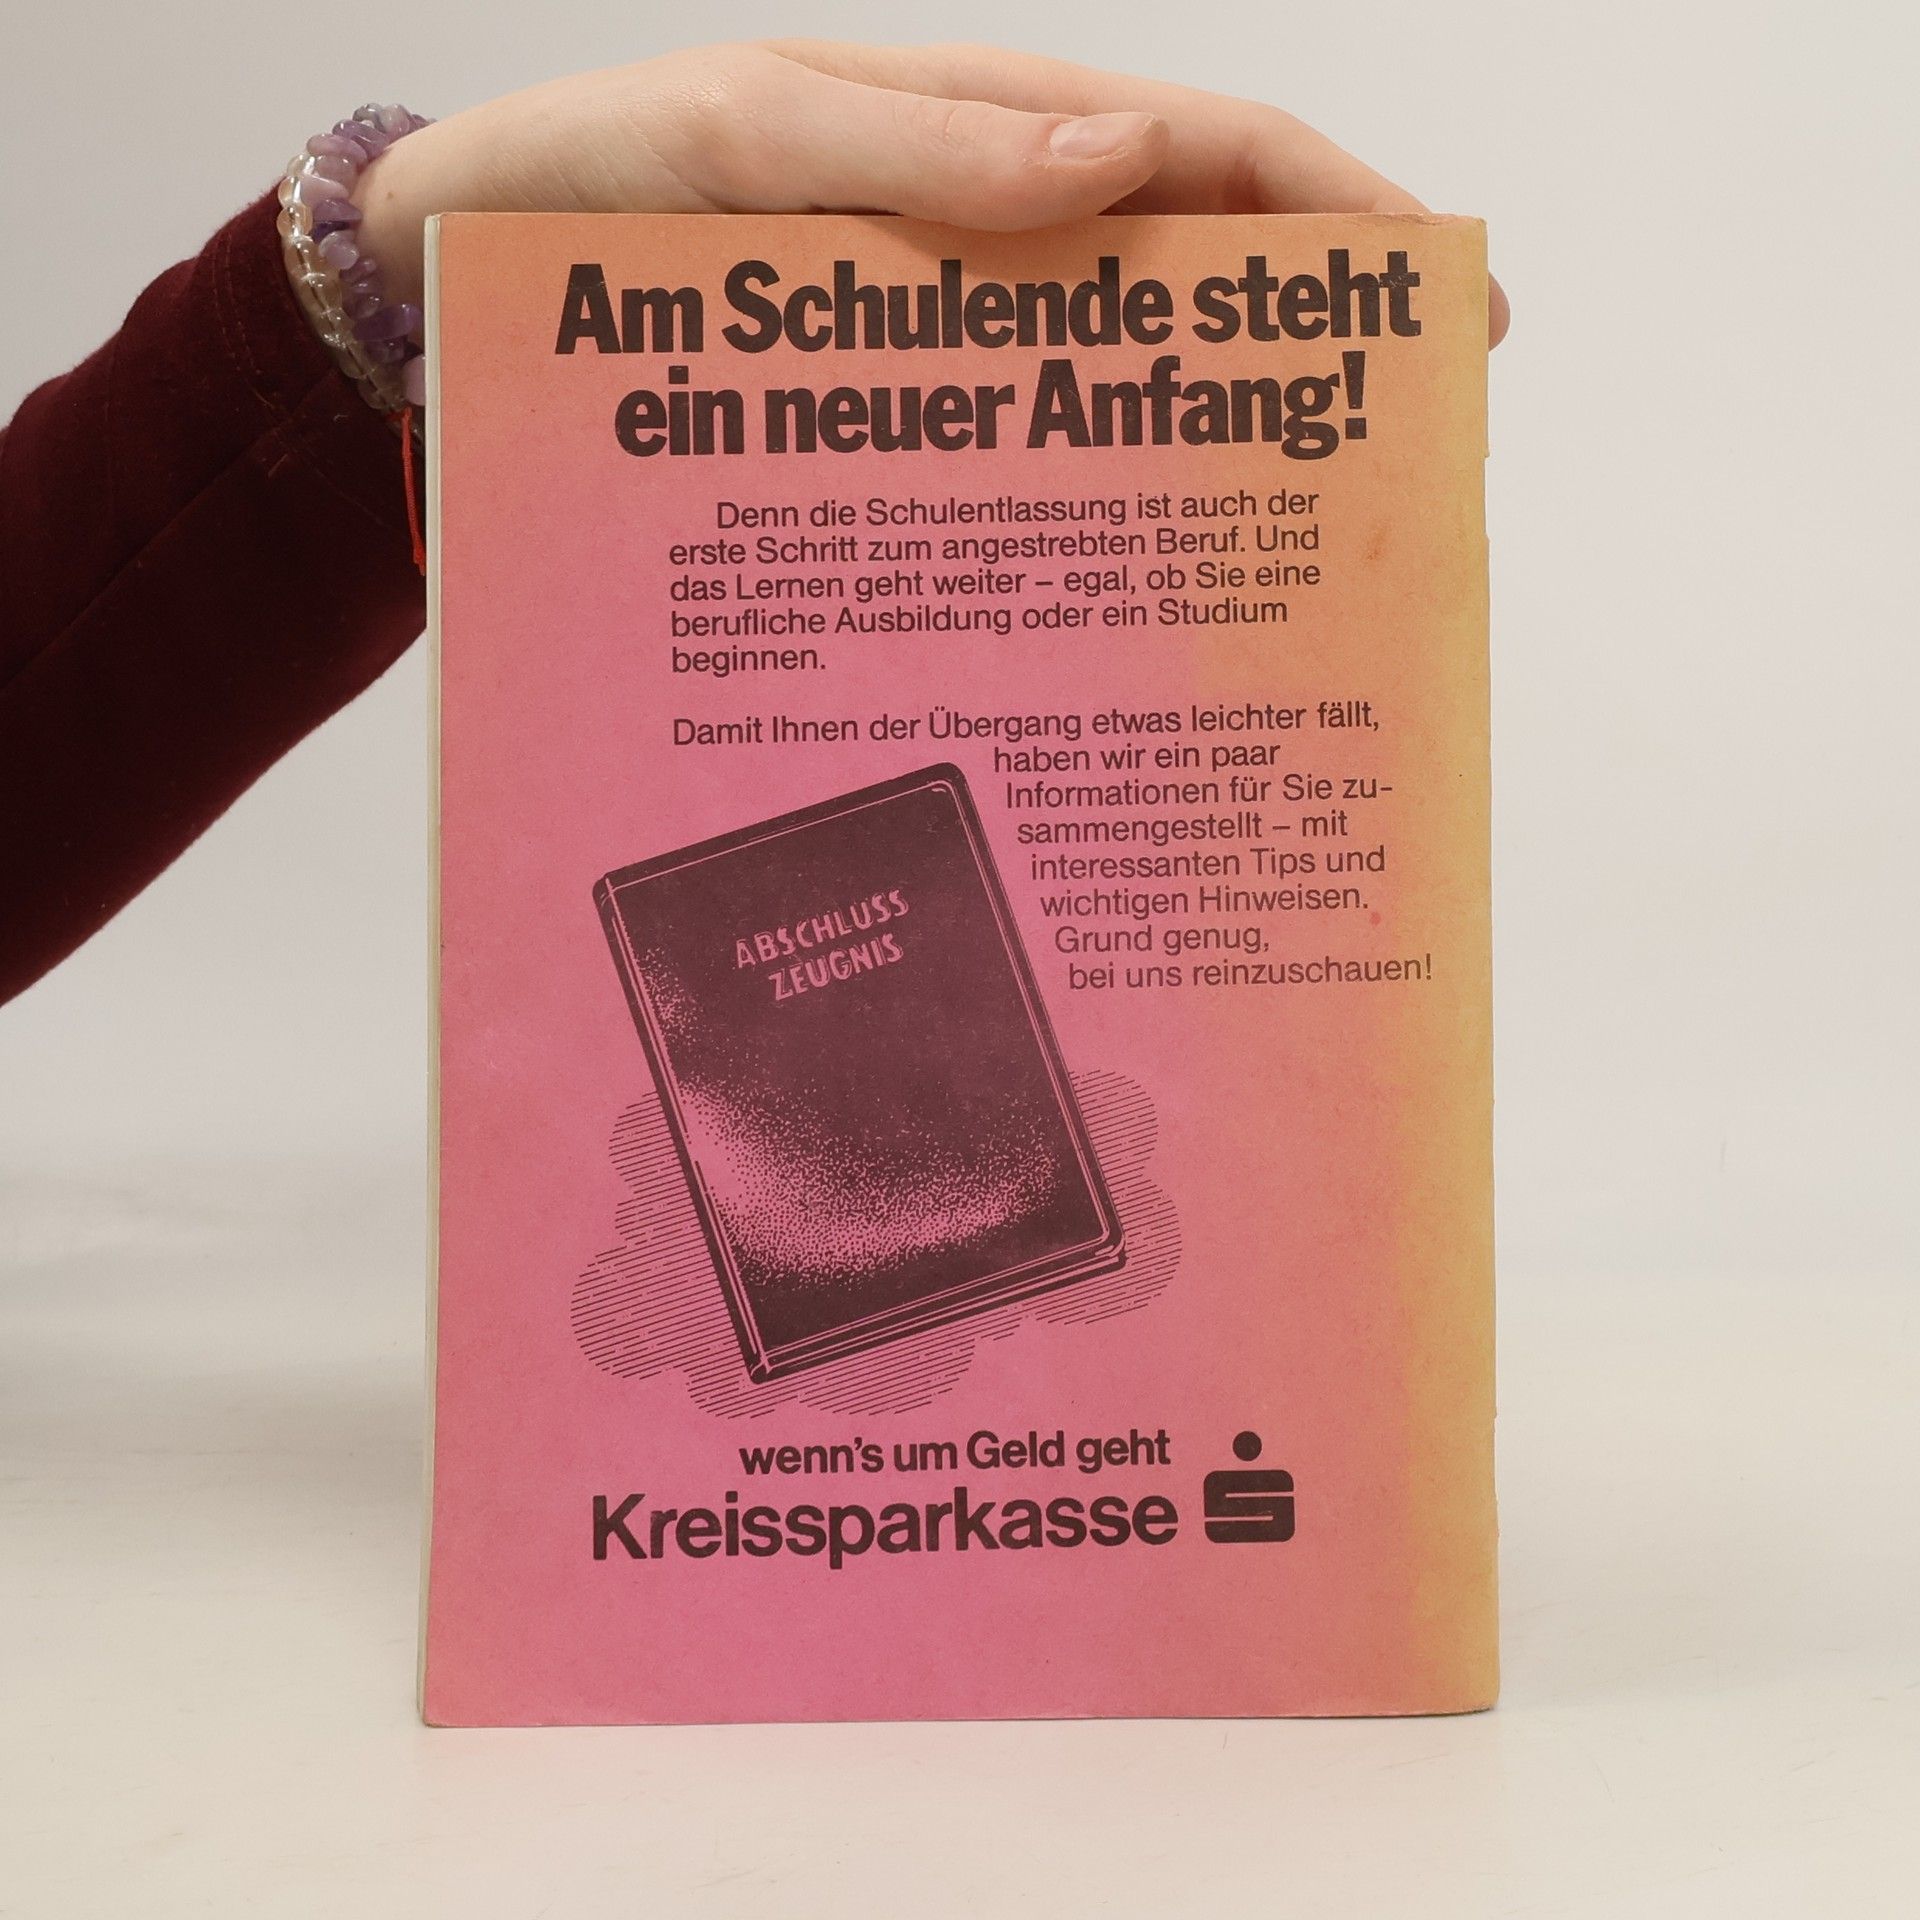 Am Schulende steht
ein neuer Anfang!
Denn die Schulentlassung ist auch der
erste Schritt zum angestrebten Beruf. Und
das Lernen geht weiter – egal, ob Sie eine
berufliche Ausbildung oder ein Studium
beginnen.
Damit Ihnen der Übergang etwas leichter fällt,
haben wir ein paar
Informationen für Sie zu-
sammengestellt – mit
interessanten Tips und
wichtigen Hinweisen.
Grund genug,
bei uns reinzuschauen!
ABSCHLUSS
ZEUGNIS
wenn's um Geld geht
Kreissparkasse